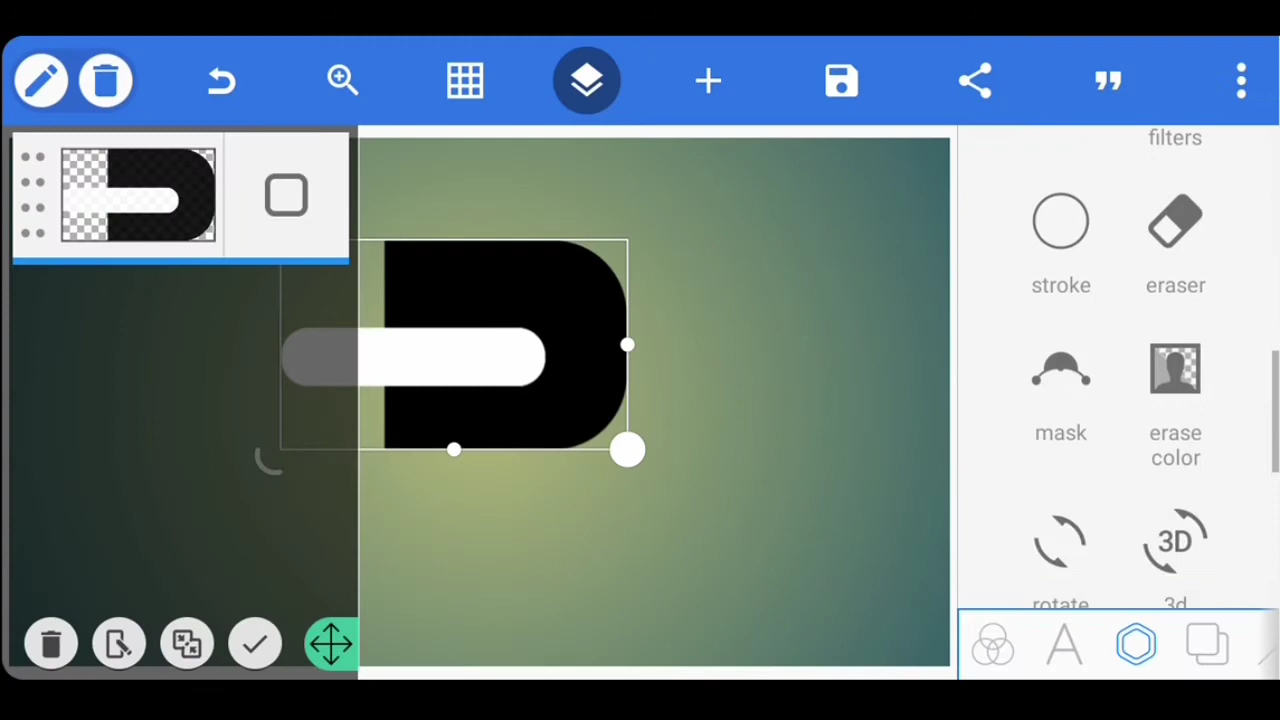 filters
stroke
eraser
mask
erase
color
rotate
3D
3d